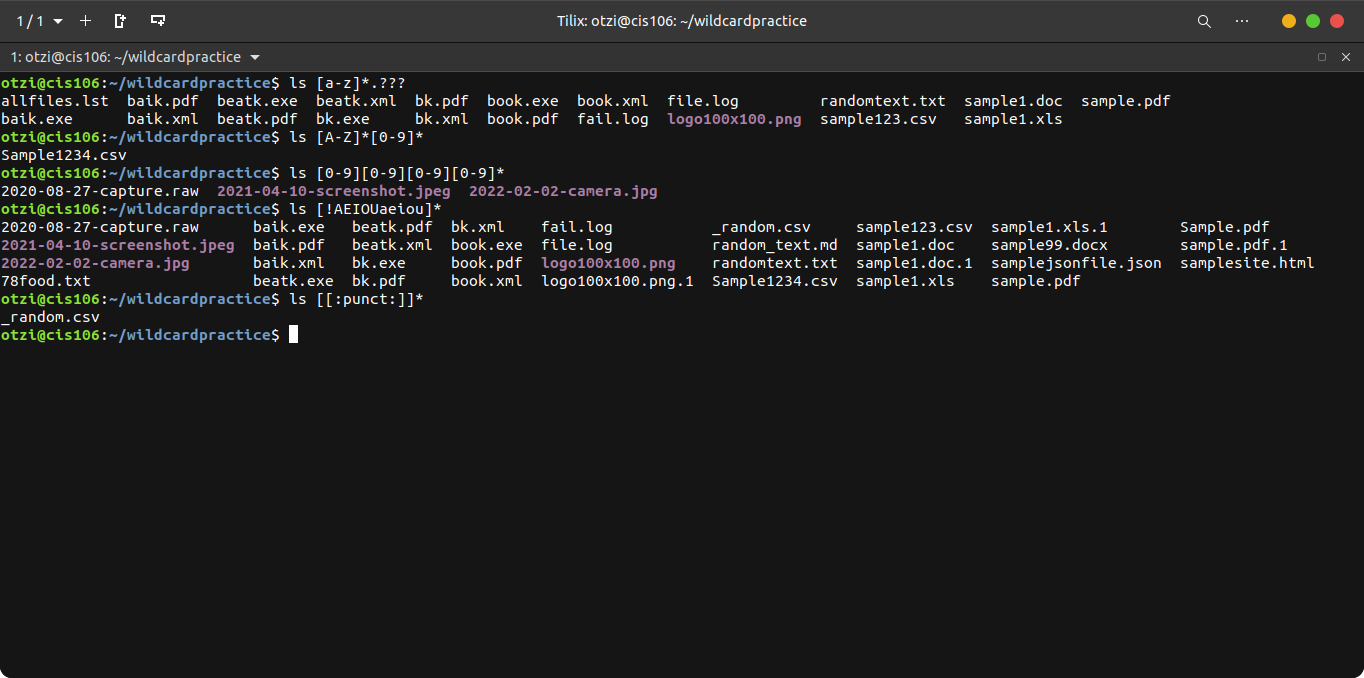 1 / 1 Tilix: otzi@cis106: ~/wildcardpractice
1: otzi@cis106: ~/wildcardpractice
otzi@cis106:~/wildcardpractice$ ls [a-z]*.???
allfiles.lst  baik.pdf  beatk.exe  beatk.xml  bk.pdf  book.exe  book.xml  file.log         randomtext.txt  sample1.doc  sample.pdf
baik.exe      baik.xml  beatk.pdf  bk.exe     bk.xml  book.pdf  fail.log  logo100x100.png  sample123.csv   sample1.xls
otzi@cis106:~/wildcardpractice$ ls [A-Z]*[0-9]*
Sample1234.csv
otzi@cis106:~/wildcardpractice$ ls [0-9][0-9][0-9][0-9]*
2020-08-27-capture.raw  2021-04-10-screenshot.jpeg  2022-02-02-camera.jpg
otzi@cis106:~/wildcardpractice$ ls [!AEIOUaeiou]*
2020-08-27-capture.raw      baik.exe   beatk.pdf  bk.xml    fail.log           _random.csv     sample123.csv  sample1.xls.1        Sample.pdf
2021-04-10-screenshot.jpeg  baik.pdf   beatk.xml  book.exe  file.log           random_text.md  sample1.doc    sample99.docx        sample.pdf.1
2022-02-02-camera.jpg       baik.xml   bk.exe     book.pdf  logo100x100.png    randomtext.txt  sample1.doc.1  samplejsonfile.json  samplesite.html
78food.txt                  beatk.exe  bk.pdf     book.xml  logo100x100.png.1  Sample1234.csv  sample1.xls    sample.pdf
otzi@cis106:~/wildcardpractice$ ls [[:punct:]]*
_random.csv
otzi@cis106:~/wildcardpractice$